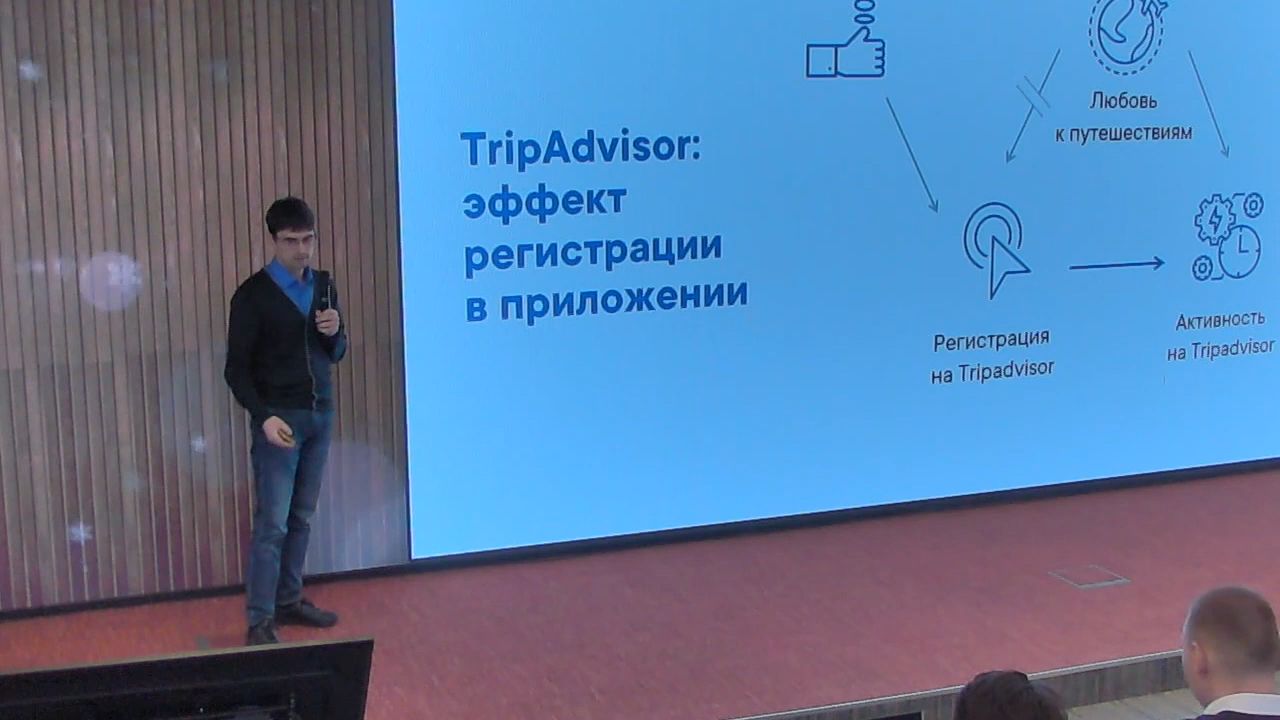 TripAdvisor:
эффект
регистрации
в приложении
Любовь
к путешествиям
Регистрация
на Tripadvisor
Активность
на Tripadvisor